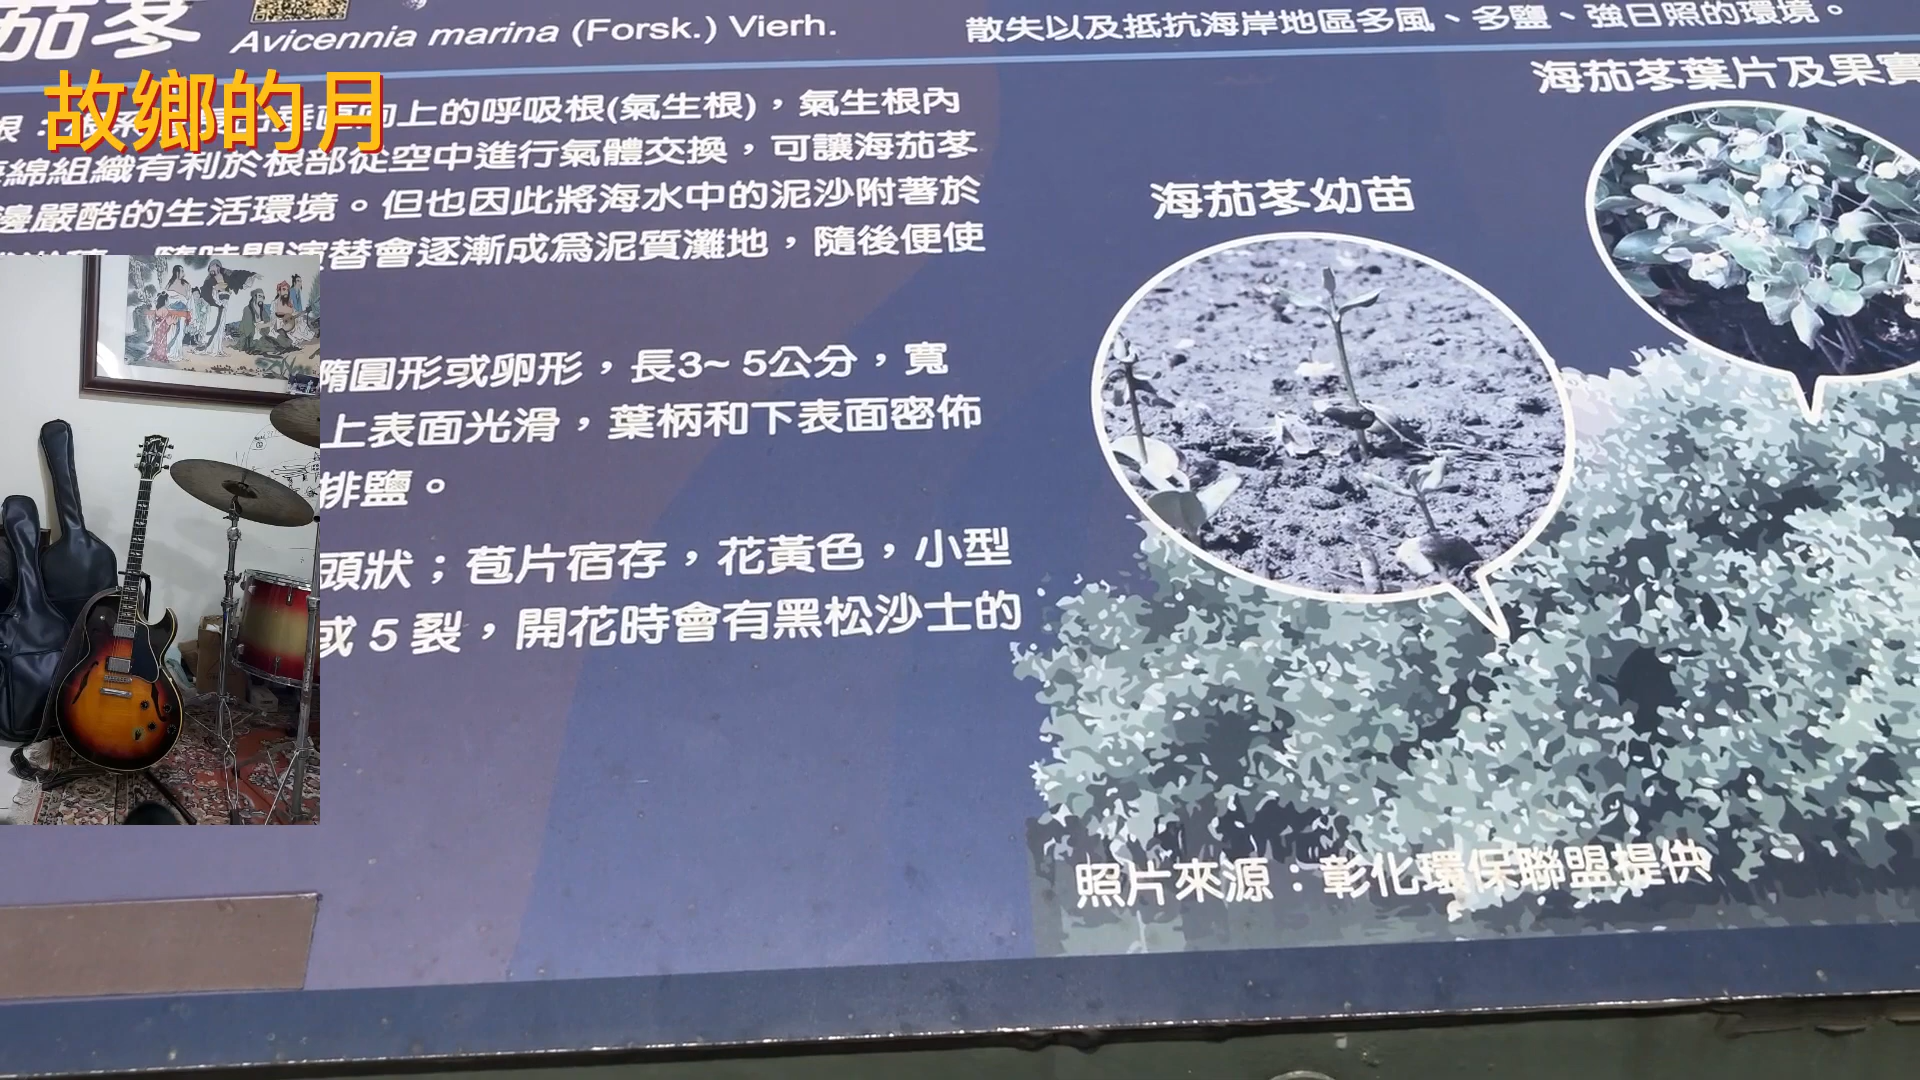 茄苳
Avicennia marina (Forsk.) Vierh.
散失以及抵抗海岸地區多風、多鹽、強日照的環境。
故鄉的月
根：
向上的呼吸根(氣生根)，氣生根內
綿組織有利於根部從空中進行氣體交換，可讓海茄苳
邊嚴酷的生活環境。但也因此將海水中的泥沙附著於
隨時間演替會逐漸成為泥質灘地，隨後便使
橢圓形或卵形，長3~ 5公分，寬
上表面光滑，葉柄和下表面密佈
排鹽。
頭狀；苞片宿存，花黃色，小型
或 5 裂，開花時會有黑松沙士的
海茄苳葉片及果實
海茄苳幼苗
照片來源：彰化環保聯盟提供